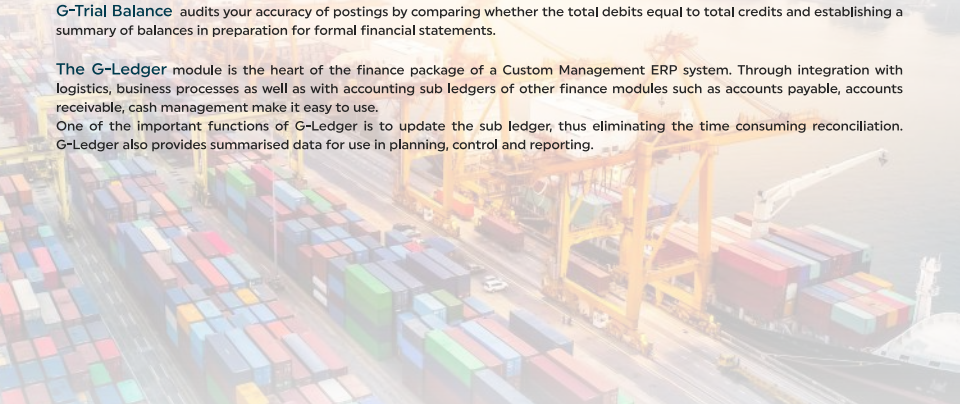 G-Trial Balance audits your accuracy of postings by comparing whether the total debits equal to total credits and establishing a
summary of balances in preparation for formal financial statements.
The G-Ledger module is the heart of the finance package of a Custom Management ERP system. Through integration with
logistics, business processes as well as with accounting sub ledgers of other finance modules such as accounts payable, accounts
receivable, cash management make it easy to use.
One of the important functions of G-Ledger is to update the sub ledger, thus eliminating the time consuming reconciliation.
G-Ledger also provides summarised data for use in planning, control and reporting.